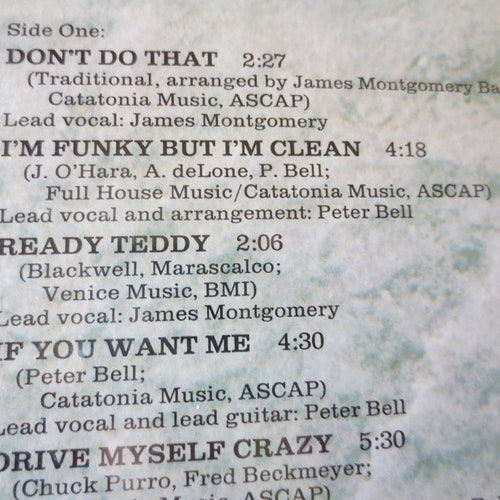 Side One:
DON'T DO THAT 2:27
(Traditional, arranged by James Montgomery Ba
Catatonia Music, ASCAP)
Lead vocal: James Montgomery
I'M FUNKY BUT I'M CLEAN 4:18
(J. O'Hara, A. deLone, P. Bell;
Full House Music/Catatonia Music, ASCAP)
Lead vocal and arrangement: Peter Bell
READY TEDDY 2:06
(Blackwell, Marascalco;
Venice Music, BMI)
Lead vocal: James Montgomery
IF YOU WANT ME 4:30
(Peter Bell;
Catatonia Music, ASCAP)
Lead vocal and lead guitar: Peter Bell
DRIVE MYSELF CRAZY 5:30
(Chuck Purro, Fred Beckmeyer;
Music, ASCAP)